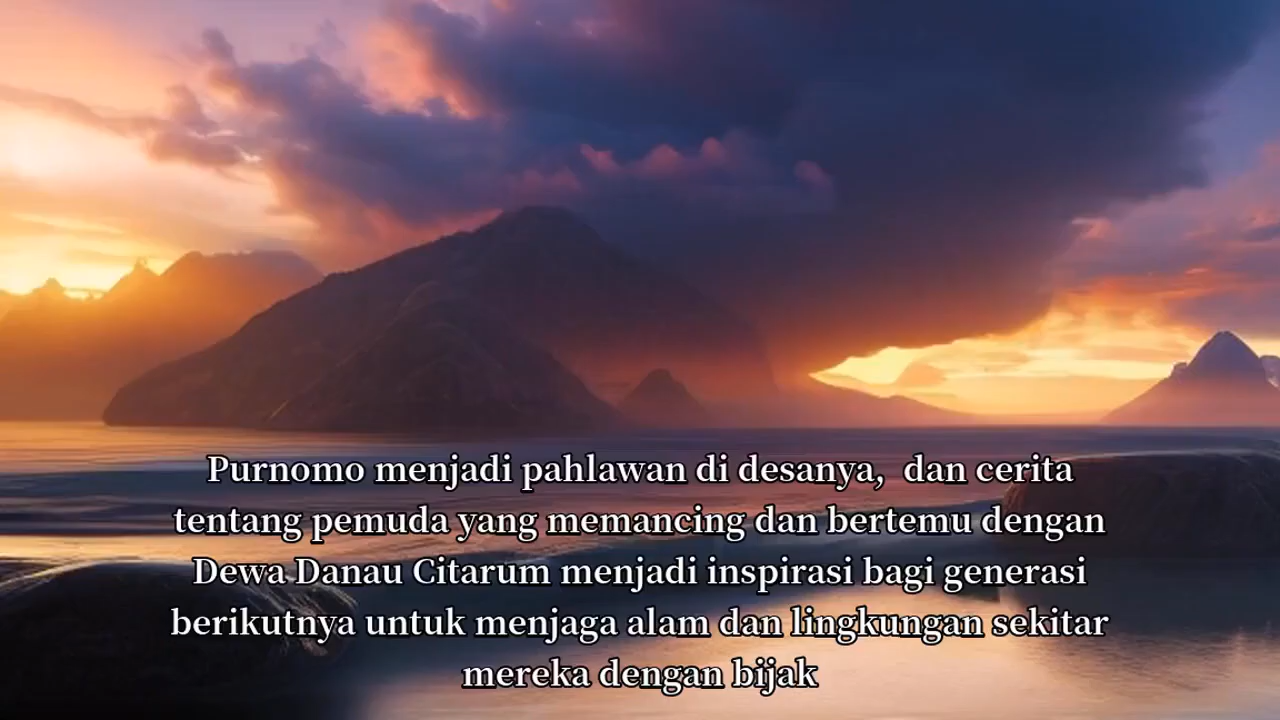 Purnomo menjadi pahlawan di desanya,  dan cerita
tentang pemuda yang memancing dan bertemu dengan
Dewa Danau Citarum menjadi inspirasi bagi generasi
berikutnya untuk menjaga alam dan lingkungan sekitar
mereka dengan bijak